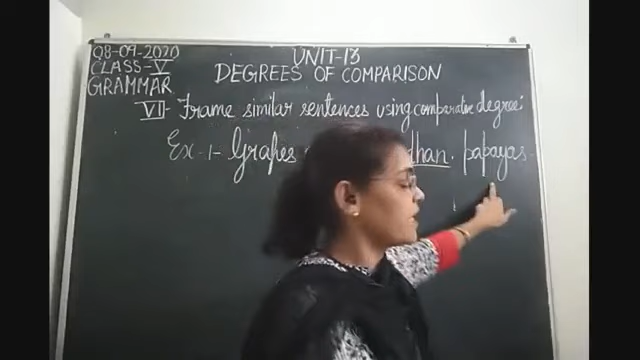 08-09-2020
UNIT-13
CLASS-V
DEGREES OF COMPARISON
GRAMMAR
VI- Frame similar sentences using comparative degree:
Ex-1- Grapes dhan. papayas.